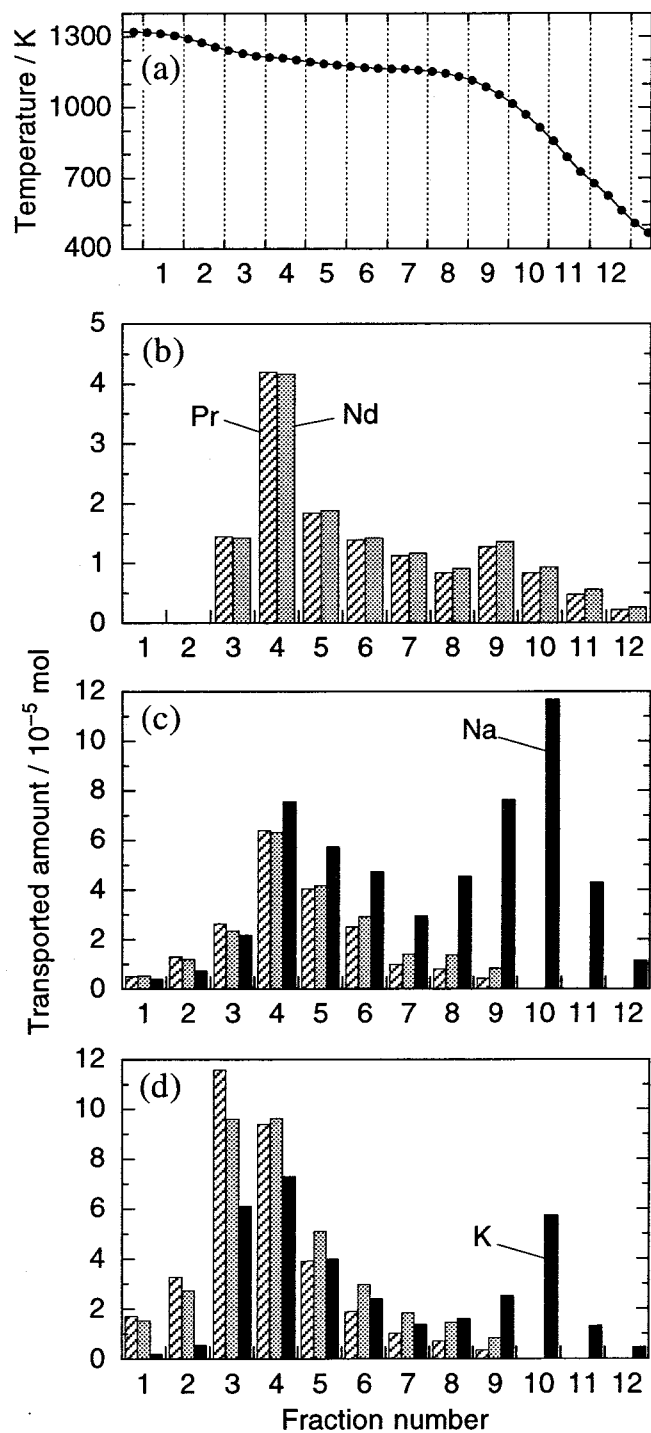 1300
1100
700
400
Temperature / K
(a)
1 2 3 4 5 6 7 8 9 10 11 12
5
4
3
2
1
0
(b)
Pr
Nd
1 2 3 4 5 6 7 8 9 10 11 12
Transported amount / 10⁻⁵ mol
12
10
8
6
4
2
0
(c)
Na
1 2 3 4 5 6 7 8 9 10 11 12
12
10
8
6
4
2
0
(d)
K
1 2 3 4 5 6 7 8 9 10 11 12
Fraction number